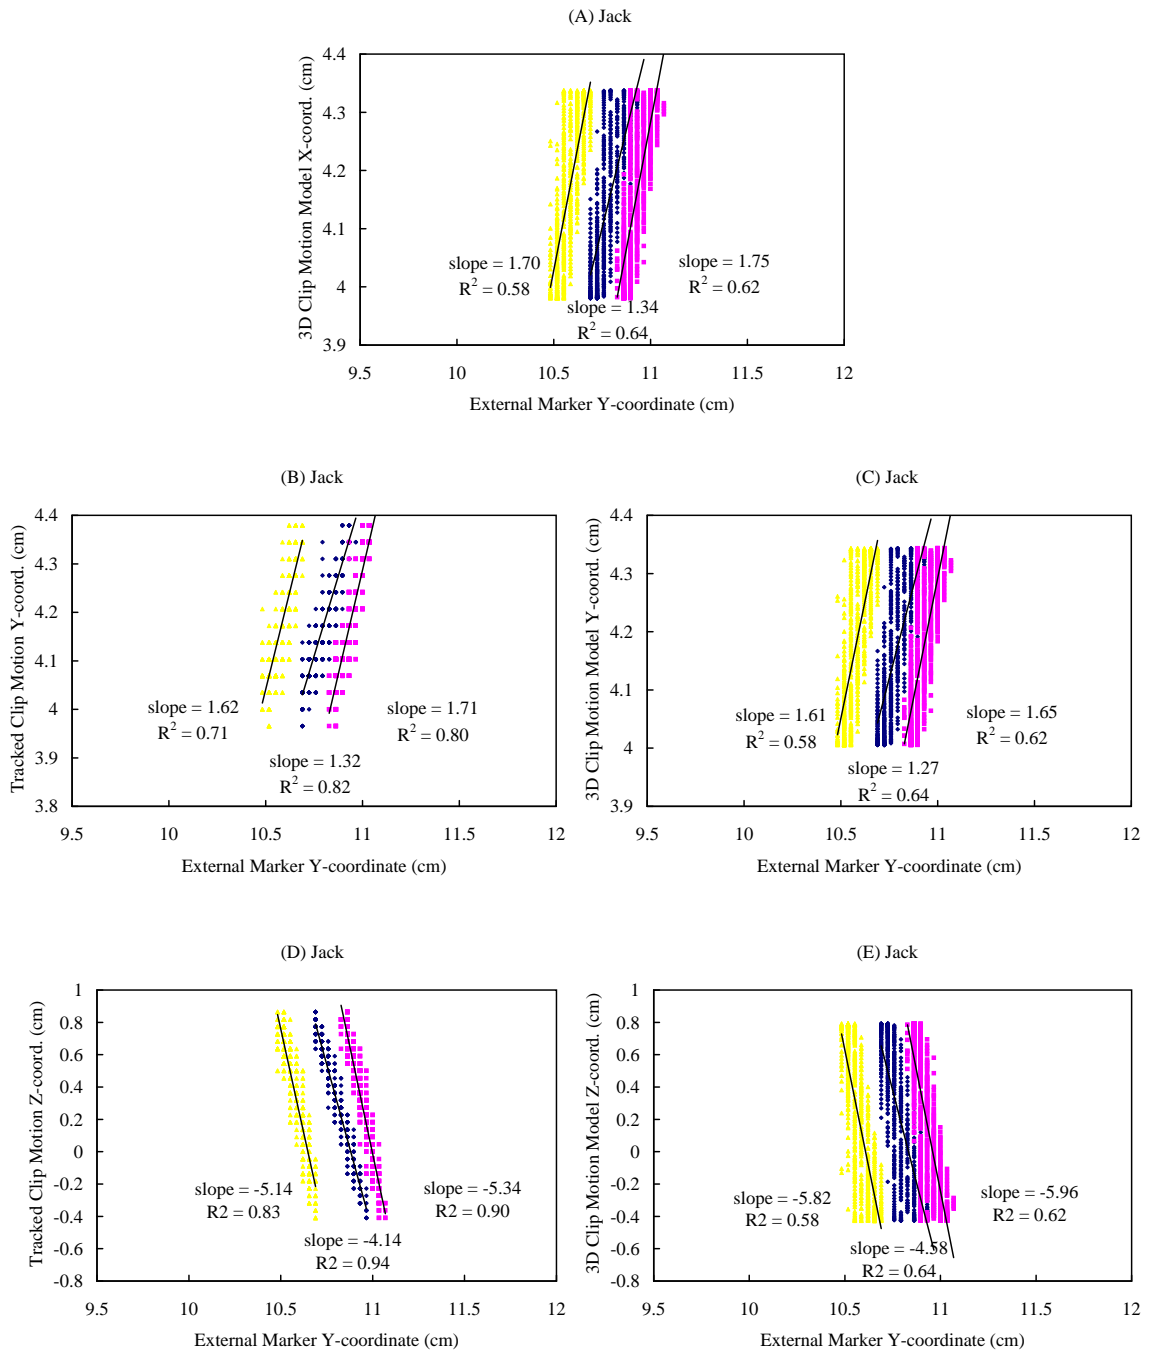 (A) Jack
3D Clip Motion Model X-coord. (cm)
4.4
4.3
4.2
4.1
4
3.9
slope = 1.70
R2 = 0.58
slope = 1.34
R2 = 0.64
slope = 1.75
R2 = 0.62
9.5 10 10.5 11 11.5 12
External Marker Y-coordinate (cm)
(B) Jack
Tracked Clip Motion Y-coord. (cm)
4.4
4.3
4.2
4.1
4
3.9
3.8
slope = 1.62
R2 = 0.71
slope = 1.32
R2 = 0.82
slope = 1.71
R2 = 0.80
9.5 10 10.5 11 11.5 12
External Marker Y-coordinate (cm)
(C) Jack
3D Clip Motion Model Y-coord. (cm)
4.4
4.3
4.2
4.1
4
3.9
slope = 1.61
R2 = 0.58
slope = 1.27
R2 = 0.64
slope = 1.65
R2 = 0.62
9.5 10 10.5 11 11.5 12
External Marker Y-coordinate (cm)
(D) Jack
Tracked Clip Motion Z-coord. (cm)
1
0.8
0.6
0.4
0.2
0
-0.2
-0.4
-0.6
-0.8
slope = -5.14
R2 = 0.83
slope = -4.14
R2 = 0.94
slope = -5.34
R2 = 0.90
9.5 10 10.5 11 11.5 12
External Marker Y-coordinate (cm)
(E) Jack
3D Clip Motion Model Z-coord. (cm)
1
0.8
0.6
0.4
0.2
0
-0.2
-0.4
-0.6
-0.8
slope = -5.82
R2 = 0.58
slope = -4.58
R2 = 0.64
slope = -5.96
R2 = 0.62
9.5 10 10.5 11 11.5 12
External Marker Y-coordinate (cm)